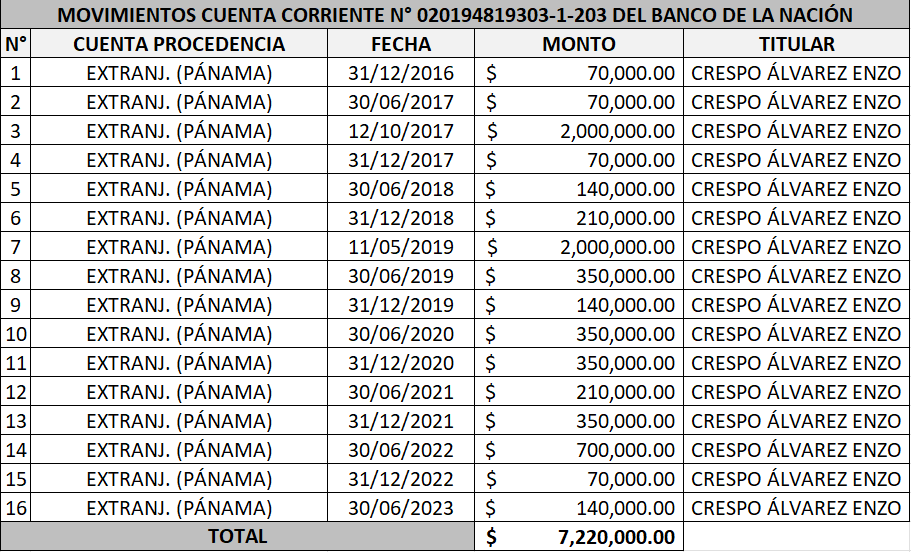 MOVIMIENTOS CUENTA CORRIENTE N° 020194819303-1-203 DEL BANCO DE LA NACIÓN
N° CUENTA PROCEDENCIA FECHA MONTO TITULAR
1 EXTRANJ. (PÁNAMA) 31/12/2016 $ 70,000.00 CRESPO ÁLVAREZ ENZO
2 EXTRANJ. (PÁNAMA) 30/06/2017 $ 70,000.00 CRESPO ÁLVAREZ ENZO
3 EXTRANJ. (PÁNAMA) 12/10/2017 $ 2,000,000.00 CRESPO ÁLVAREZ ENZO
4 EXTRANJ. (PÁNAMA) 31/12/2017 $ 70,000.00 CRESPO ÁLVAREZ ENZO
5 EXTRANJ. (PÁNAMA) 30/06/2018 $ 140,000.00 CRESPO ÁLVAREZ ENZO
6 EXTRANJ. (PÁNAMA) 31/12/2018 $ 210,000.00 CRESPO ÁLVAREZ ENZO
7 EXTRANJ. (PÁNAMA) 11/05/2019 $ 2,000,000.00 CRESPO ÁLVAREZ ENZO
8 EXTRANJ. (PÁNAMA) 30/06/2019 $ 350,000.00 CRESPO ÁLVAREZ ENZO
9 EXTRANJ. (PÁNAMA) 31/12/2019 $ 140,000.00 CRESPO ÁLVAREZ ENZO
10 EXTRANJ. (PÁNAMA) 30/06/2020 $ 350,000.00 CRESPO ÁLVAREZ ENZO
11 EXTRANJ. (PÁNAMA) 31/12/2020 $ 350,000.00 CRESPO ÁLVAREZ ENZO
12 EXTRANJ. (PÁNAMA) 30/06/2021 $ 210,000.00 CRESPO ÁLVAREZ ENZO
13 EXTRANJ. (PÁNAMA) 31/12/2021 $ 350,000.00 CRESPO ÁLVAREZ ENZO
14 EXTRANJ. (PÁNAMA) 30/06/2022 $ 700,000.00 CRESPO ÁLVAREZ ENZO
15 EXTRANJ. (PÁNAMA) 31/12/2022 $ 70,000.00 CRESPO ÁLVAREZ ENZO
16 EXTRANJ. (PÁNAMA) 30/06/2023 $ 140,000.00 CRESPO ÁLVAREZ ENZO
TOTAL $ 7,220,000.00